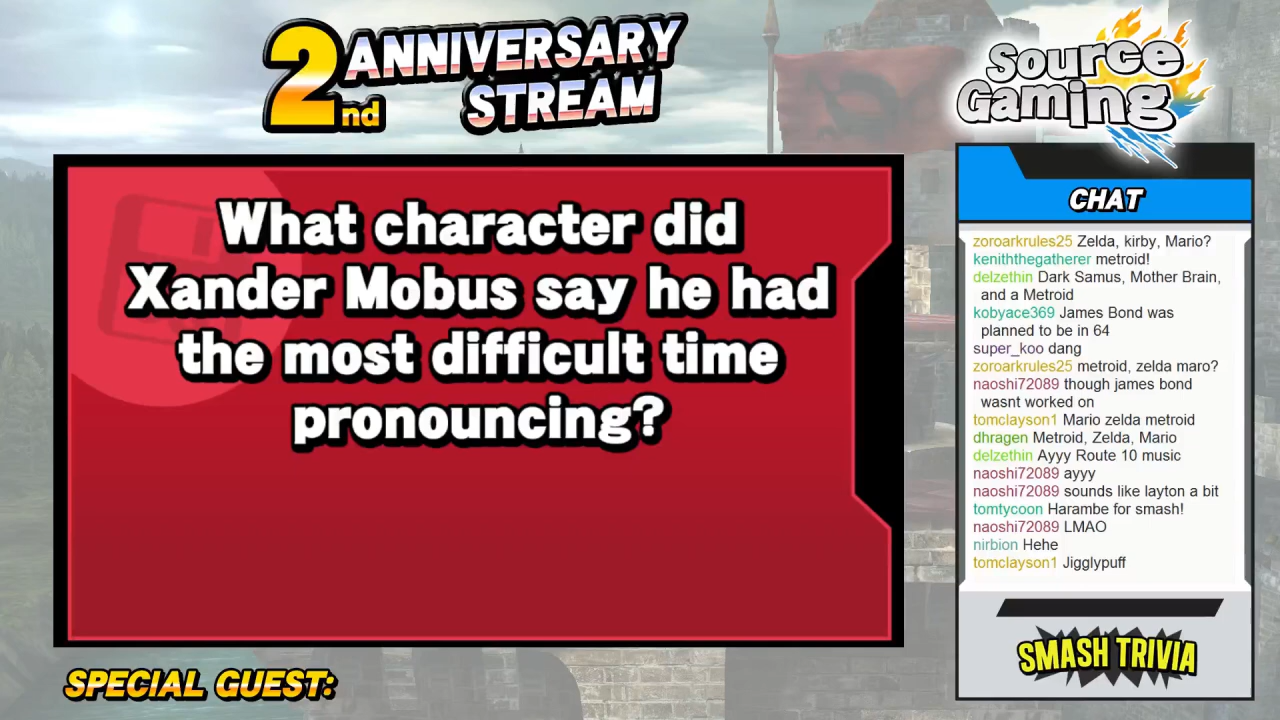 2nd ANNIVERSARY
STREAM
Source
Gaming
What character did
Xander Mobus say he had
the most difficult time
pronouncing?
CHAT
zoroarkrules25 Zelda, kirby, Mario?
keniththegatherer metroid!
delzethin Dark Samus, Mother Brain,
and a Metroid
kobyace369 James Bond was
planned to be in 64
super_koo dang
zoroarkrules25 metroid, zelda maro?
naoshi72089 though james bond
wasnt worked on
tomclayson1 Mario zelda metroid
dhragen Metroid, Zelda, Mario
delzethin Ayyy Route 10 music
naoshi72089 ayyy
naoshi72089 sounds like layton a bit
tomtycoon Harambe for smash!
naoshi72089 LMAO
nirbion Hehe
tomclayson1 Jigglypuff
SMASH TRIVIA
SPECIAL GUEST: